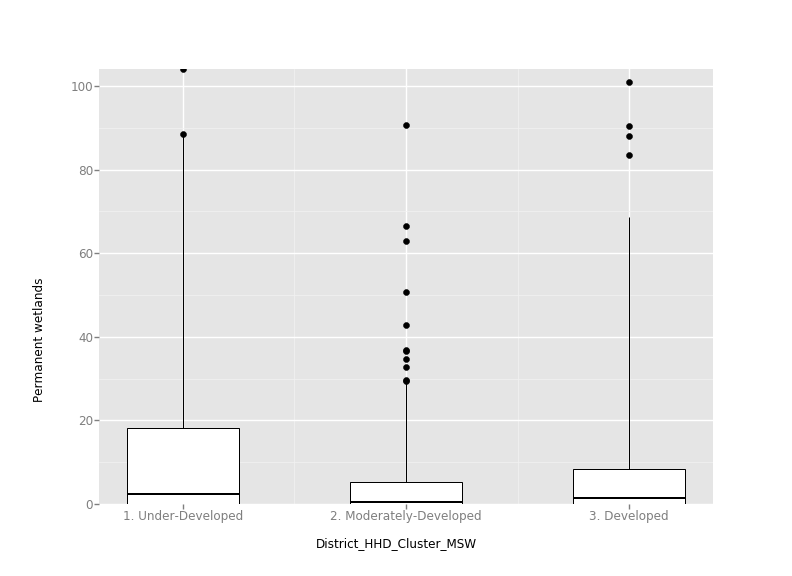 100
80
60
40
20
0
Permanent wetlands
1. Under-Developed 2. Moderately-Developed 3. Developed
District_HHD_Cluster_MSW